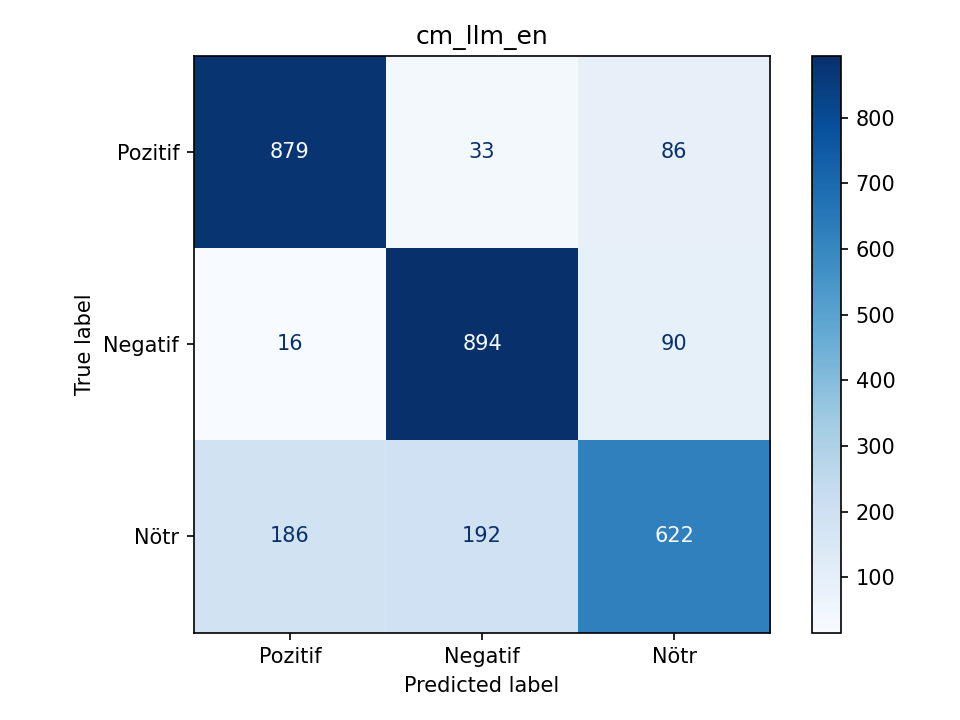 cm_llm_en
Pozitif 879 33 86
Negatif 16 894 90
Nötr 186 192 622
Pozitif Negatif Nötr
Predicted label
True label
800
700
600
500
400
300
200
100